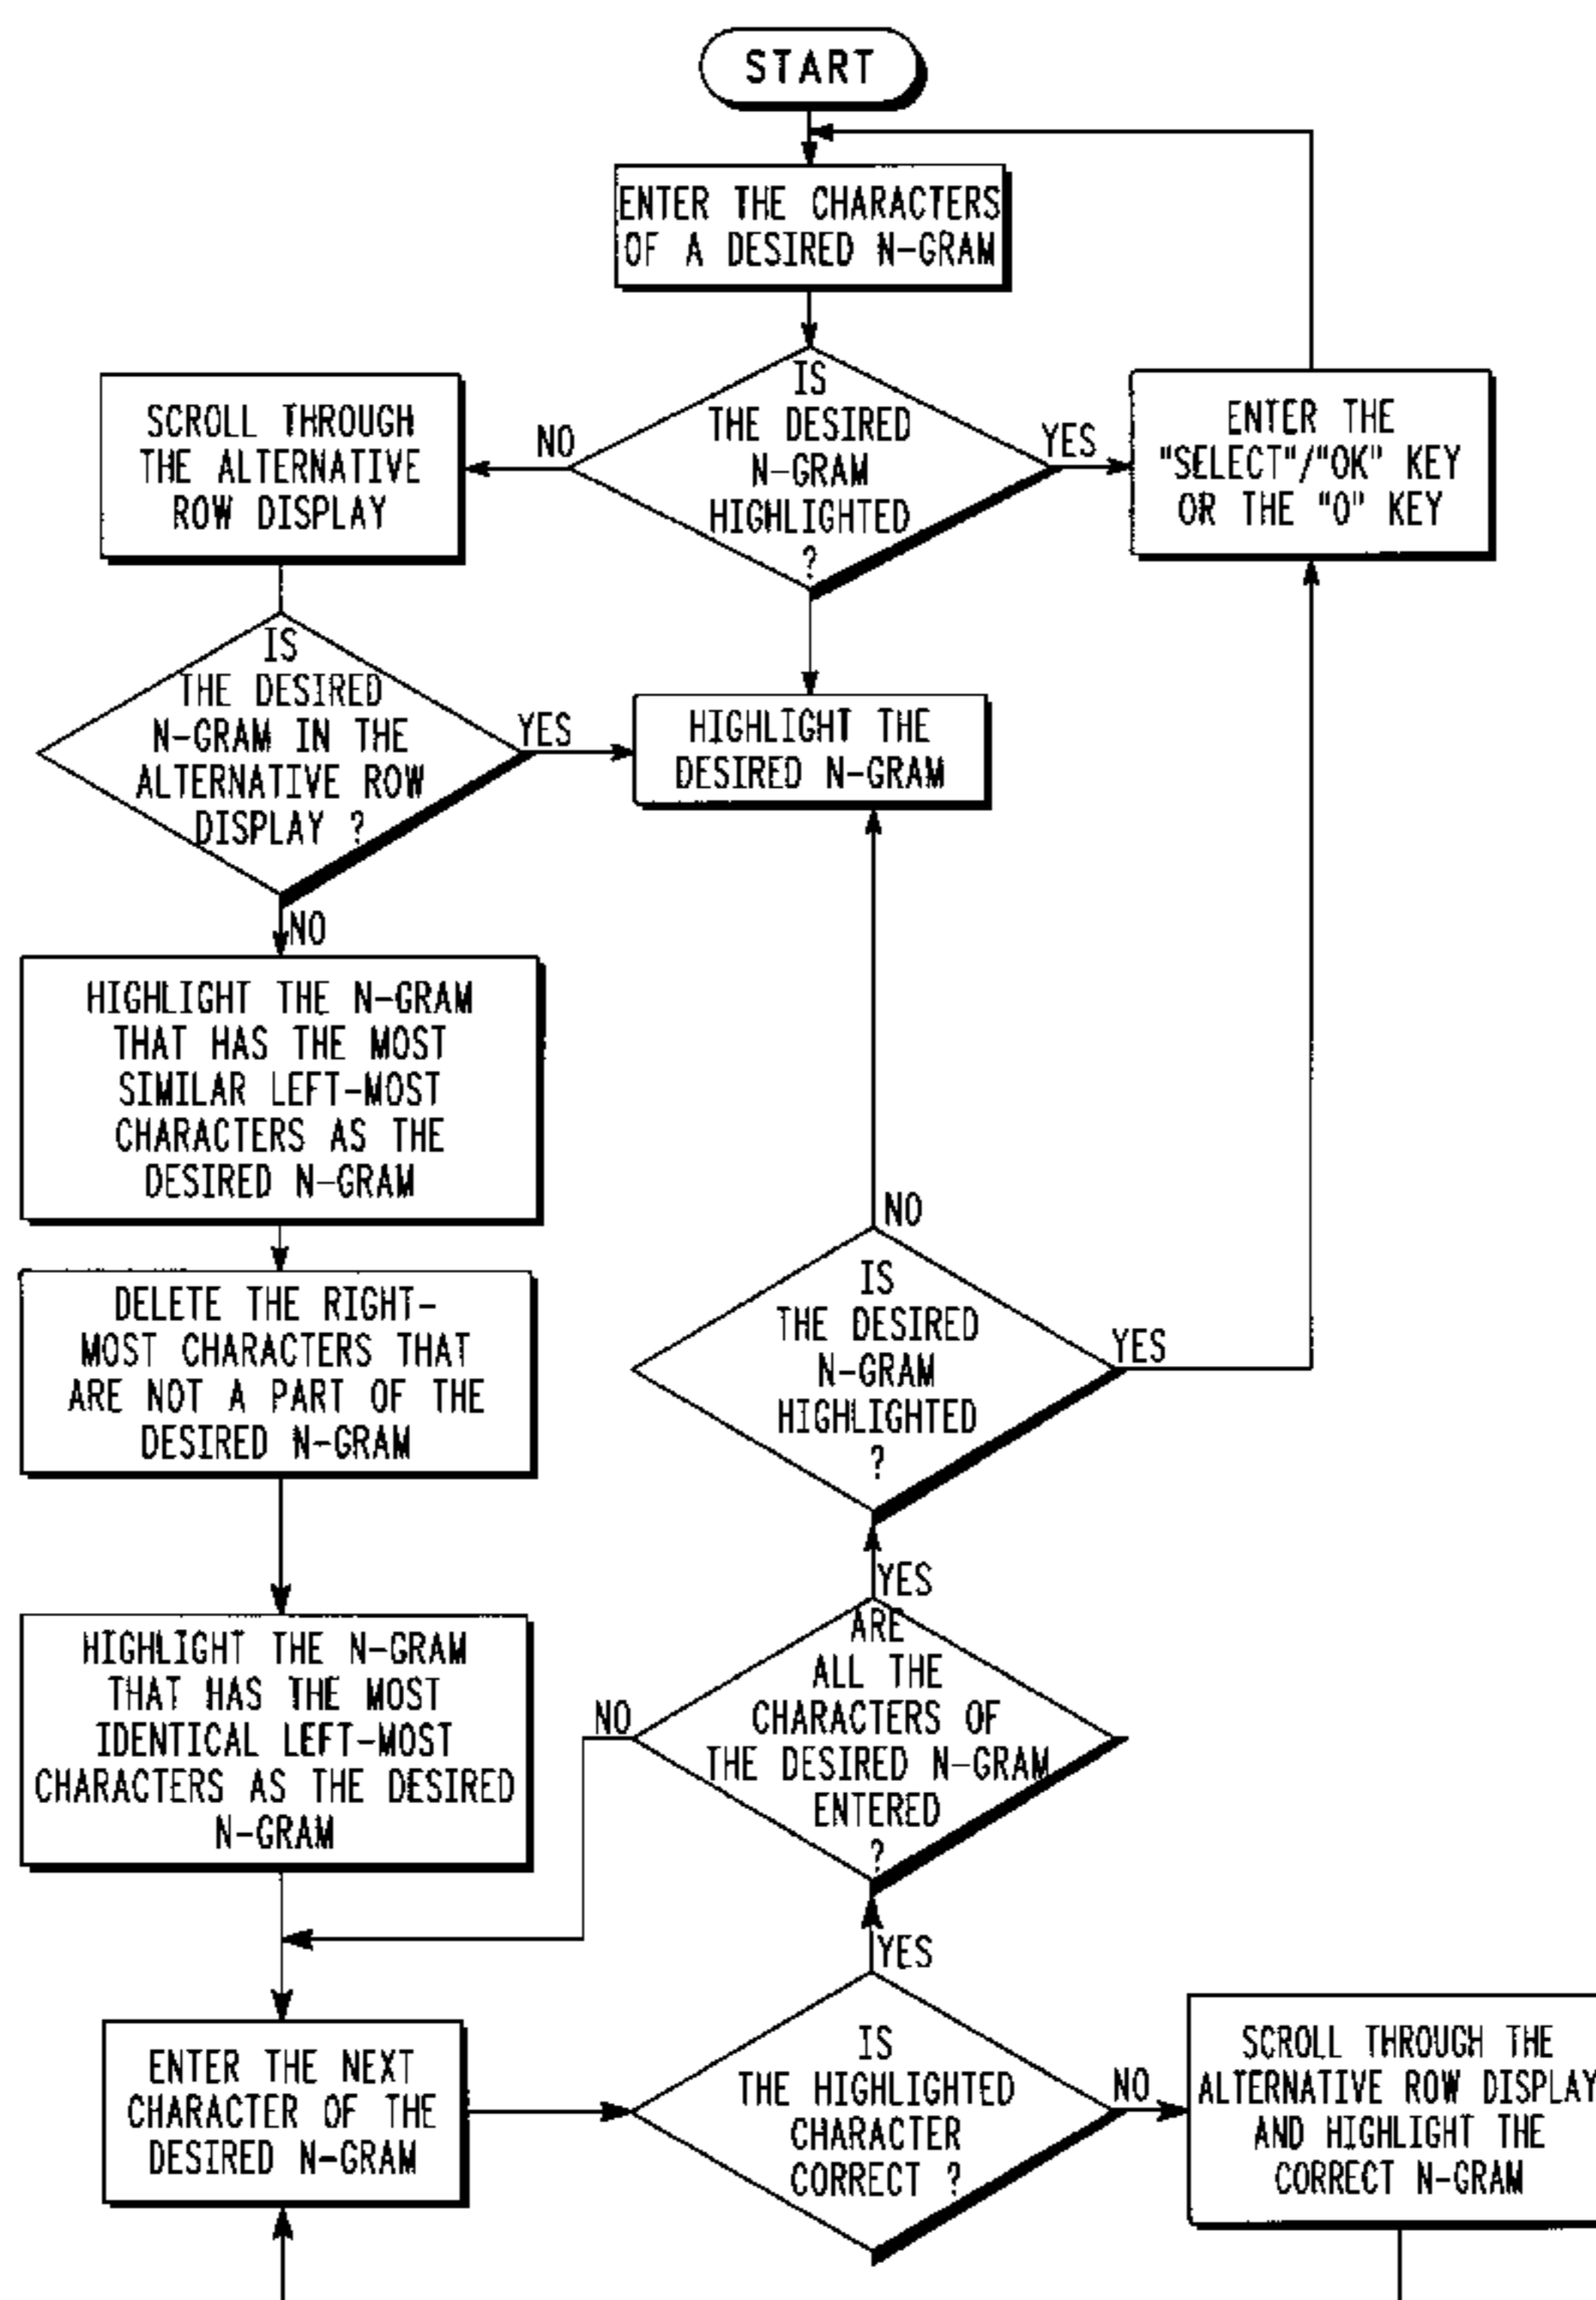 START
ENTER THE CHARACTERS
OF A DESIRED N-GRAM
IS
THE DESIRED
N-GRAM
HIGHLIGHTED
?
NO
YES
SCROLL THROUGH
THE ALTERNATIVE
ROW DISPLAY
ENTER THE
"SELECT"/"OK" KEY
OR THE "0" KEY
IS
THE DESIRED
N-GRAM IN THE
ALTERNATIVE ROW
DISPLAY ?
YES
NO
HIGHLIGHT THE
DESIRED N-GRAM
HIGHLIGHT THE N-GRAM
THAT HAS THE MOST
SIMILAR LEFT-MOST
CHARACTERS AS THE
DESIRED N-GRAM
DELETE THE RIGHT-
MOST CHARACTERS THAT
ARE NOT A PART OF THE
DESIRED N-GRAM
NO
IS
THE DESIRED
N-GRAM
HIGHLIGHTED
?
YES
HIGHLIGHT THE N-GRAM
THAT HAS THE MOST
IDENTICAL LEFT-MOST
CHARACTERS AS THE DESIRED
N-GRAM
YES
ARE
ALL THE
CHARACTERS OF
THE DESIRED N-GRAM
ENTERED
?
NO
ENTER THE NEXT
CHARACTER OF THE
DESIRED N-GRAM
YES
IS
THE HIGHLIGHTED
CHARACTER
CORRECT ?
NO
SCROLL THROUGH THE
ALTERNATIVE ROW DISPLAY
AND HIGHLIGHT THE
CORRECT N-GRAM